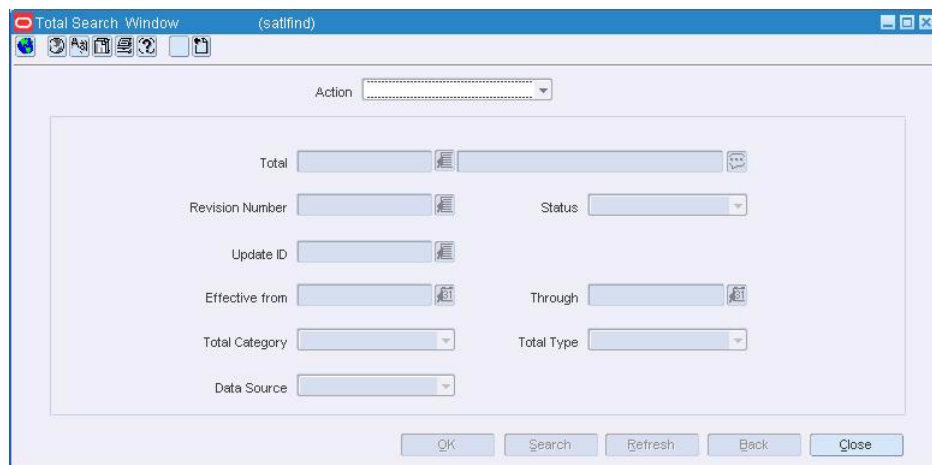 Total Search Window (satlfind)
Action
Total
Revision Number Status
Update ID
Effective from Through
Total Category Total Type
Data Source
OK Search Refresh Back Close